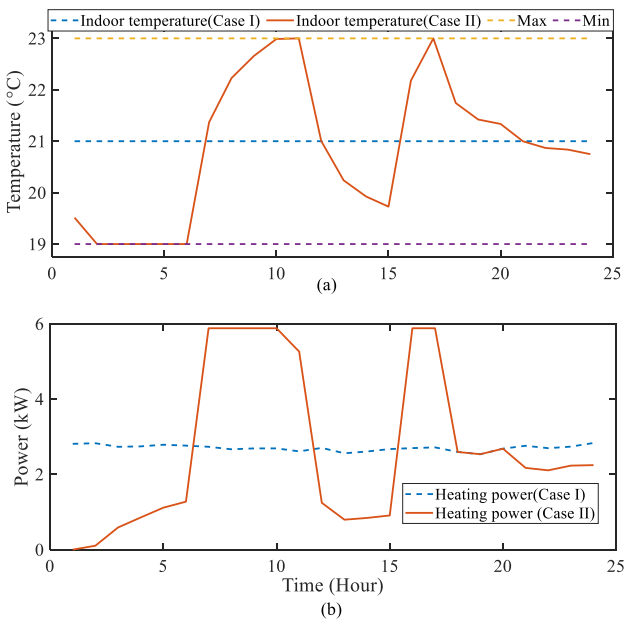 Indoor temperature(Case I) Indoor temperature(Case II) Max Min
23
22
21
20
19
Temperature (°C)
0 5 10 15 20 25
(a)
6
4
2
0
Power (kW)
Heating power(Case I)
Heating power (Case II)
0 5 10 15 20 25
Time (Hour)
(b)